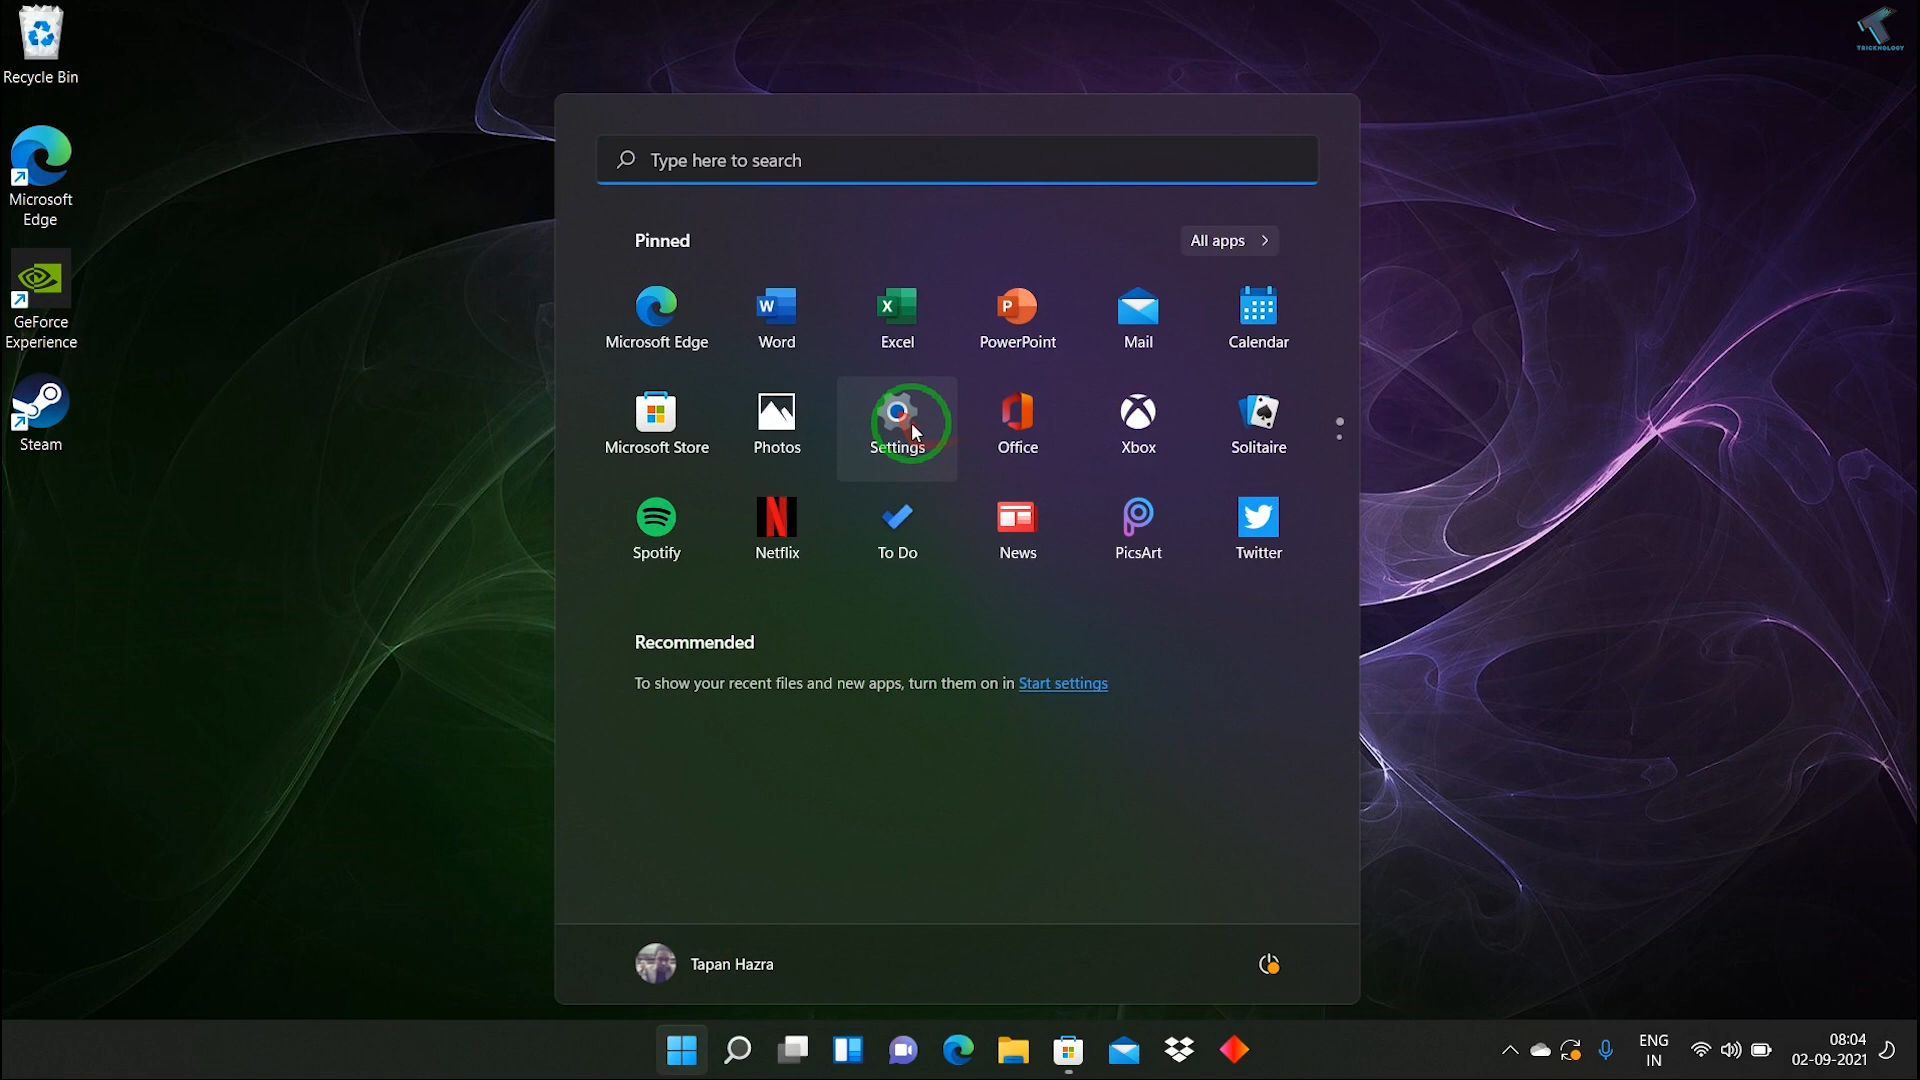 Recycle Bin
TRICKNOLOGY
Microsoft
Edge
GeForce
Experience
Steam
Type here to search
Pinned
All apps
Microsoft Edge
Word
Excel
PowerPoint
Mail
Calendar
Microsoft Store
Photos
Settings
Office
Xbox
Solitaire
Spotify
Netflix
To Do
News
PicsArt
Twitter
Recommended
To show your recent files and new apps, turn them on in Start settings
Tapan Hazra
ENG
IN
08:04
02-09-2021